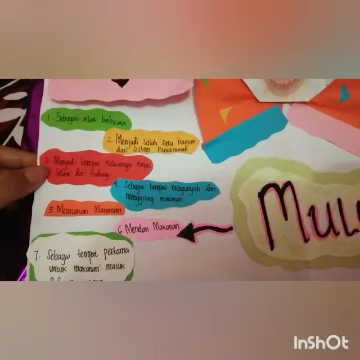 1. Sebagai alat berbicara
2. Menjadi Salah satu bagian
dari Sistem Pencernaan
3. Menjadi tempat keluarnya napas
Selain dari hidung
4. Sebagai tempat mengunyah dan
makanan
5. Merasakan Makanan
6. Menelan Makanan
7. Sebagai tempat pertama
untuk makanan masuk
Mulu
InShOt